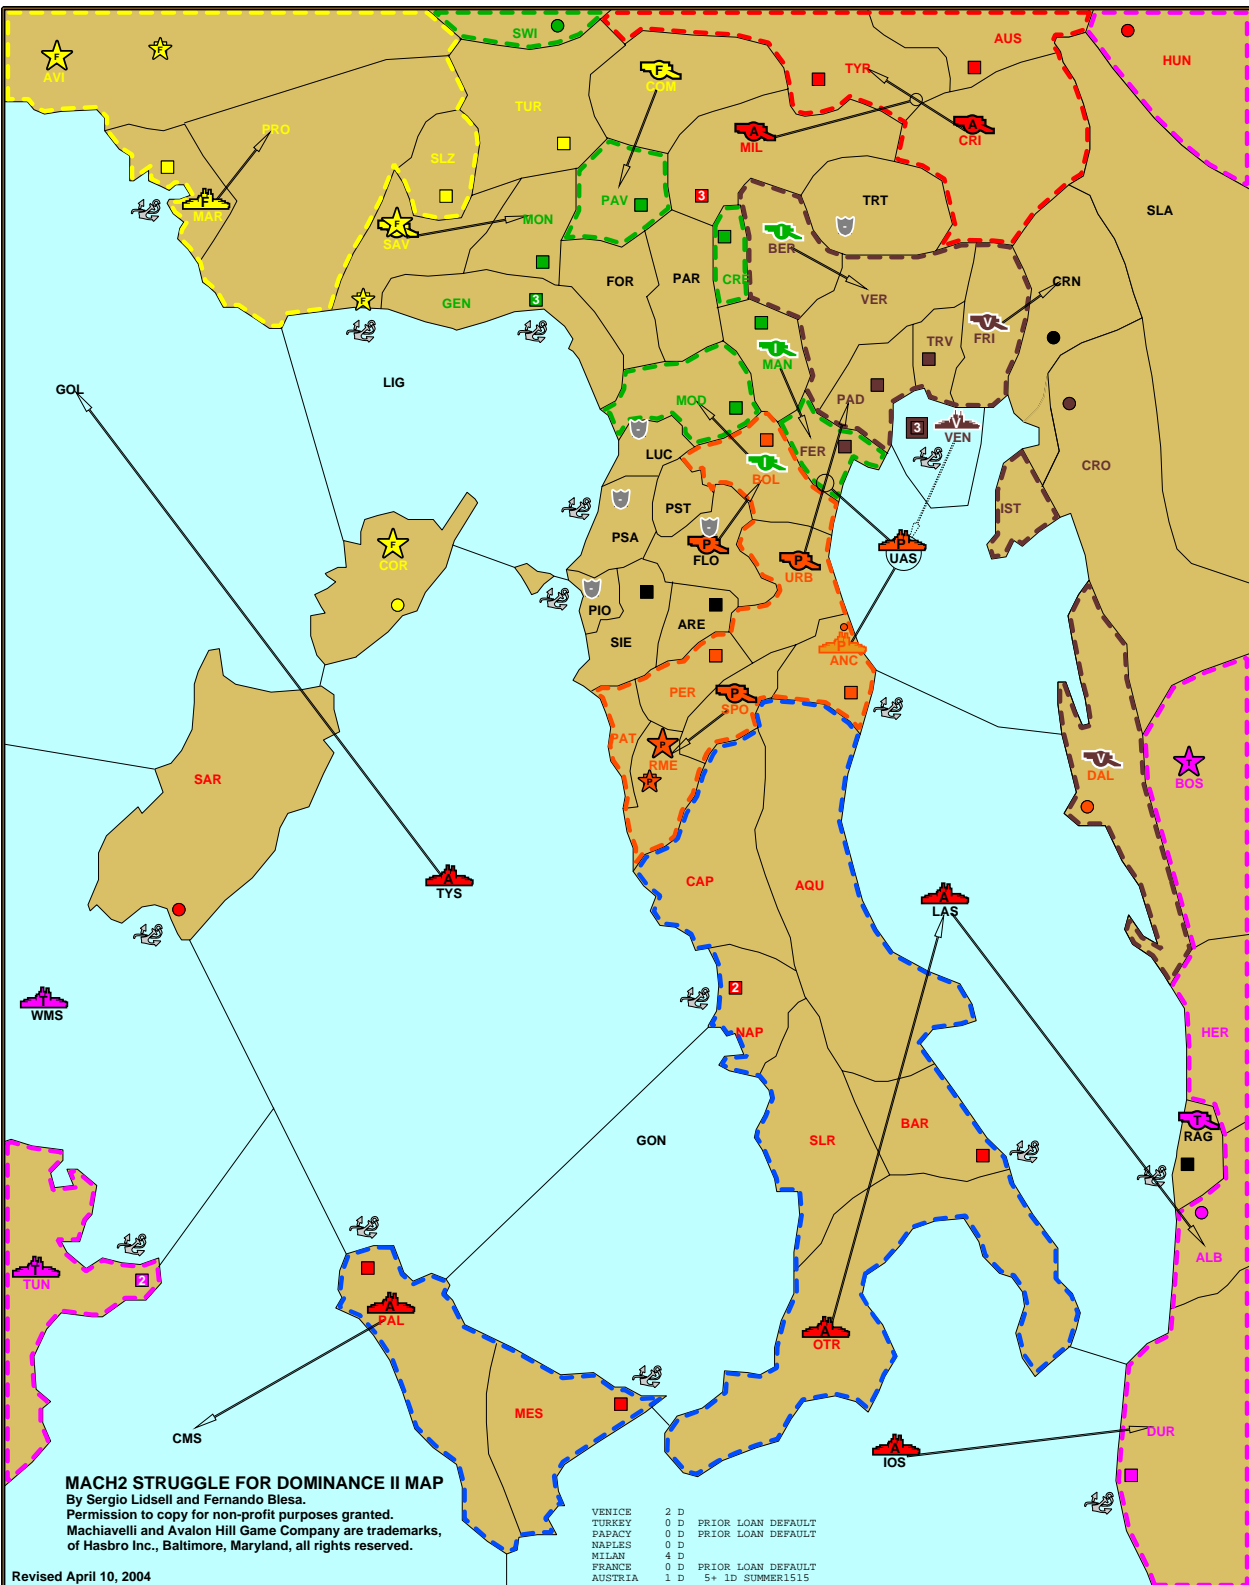 SWI
AUS
HUN
AVI
F
F
COM
F
TYR
TUR
PRO
MIL
A
CRI
A
SLZ
PAV
3
TRT
SLA
MAR
F
SAV
F
MON
BER
I
CRE
FOR
PAR
VER
CRN
GEN
3
F
TRV
FRI
V
MAN
I
GOL
LIG
MOD
PAD
3
VEN
V
LUC
BOL
I
FER
CRO
PST
IST
PSA
FLO
P
UAS
P
COR
F
URB
P
PIO
ARE
SIE
ANC
P
PER
SPO
P
PAT
RME
P
P
DAL
V
BOS
T
SAR
CAP
AQU
TYS
A
LAS
A
WMS
T
2
NAP
HER
GON
SLR
BAR
RAG
T
ALB
TUN
T
2
PAL
A
OTR
A
MES
CMS
IOS
A
DUR
MACH2 STRUGGLE FOR DOMINANCE II MAP
By Sergio Lidsell and Fernando Blesa.
Permission to copy for non-profit purposes granted.
Machiavelli and Avalon Hill Game Company are trademarks,
of Hasbro Inc., Baltimore, Maryland, all rights reserved.
Revised April 10, 2004
VENICE 2 D
TURKEY 0 D PRIOR LOAN DEFAULT
PAPACY 0 D PRIOR LOAN DEFAULT
NAPLES 0 D
MILAN 4 D
FRANCE 0 D PRIOR LOAN DEFAULT
AUSTRIA 1 D 5+ 1D SUMMER1515